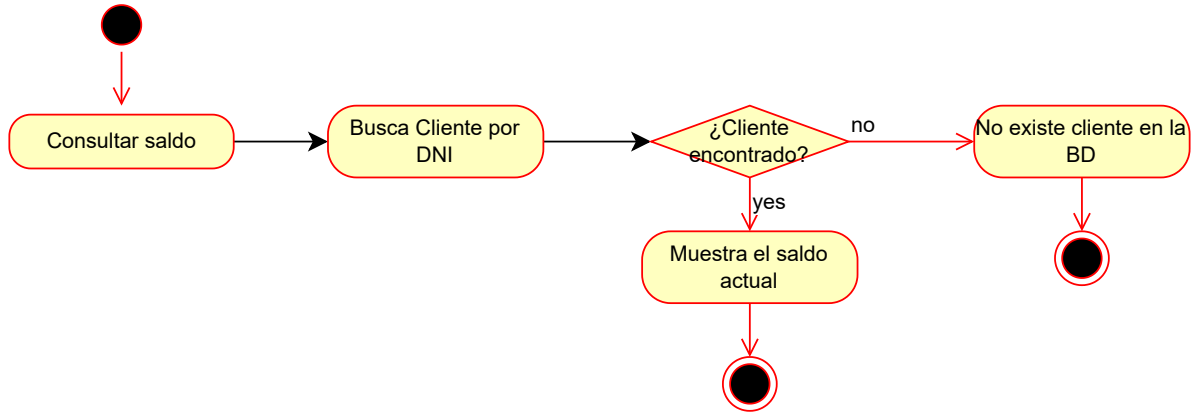 Consultar saldo
Busca Cliente por
DNI
¿Cliente
encontrado?
no
No existe cliente en la
BD
yes
Muestra el saldo
actual